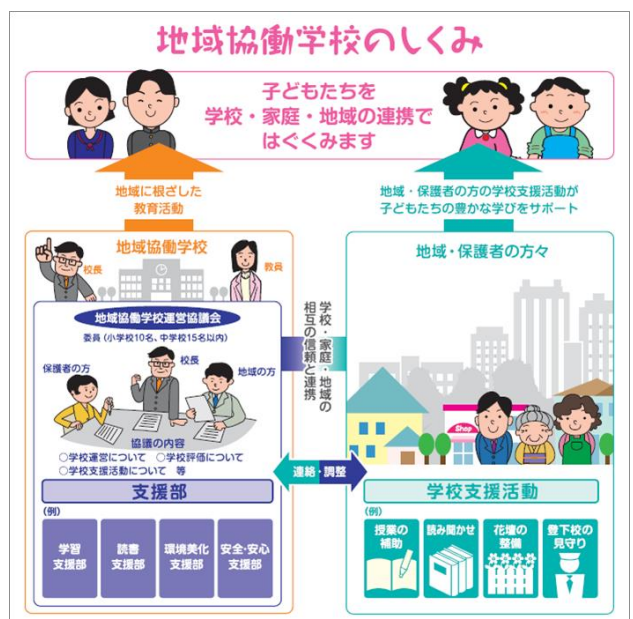 地域協働学校のしくみ
子どもたちを
学校・家庭・地域の連携で
はぐくみます
地域に根ざした
教育活動
地域・保護者の方の学校支援活動が
子どもたちの豊かな学びをサポート
地域協働学校
校長
教員
地域協働学校運営協議会
委員(小学校10名、中学校15名以内)
保護者の方
校長
地域の方
協議の内容
○学校運営について ○学校評価について
○学校支援活動について 等
支援部
(例)
学習
支援部
読書
支援部
環境美化
支援部
安全・安心
支援部
学校・家庭・地域の
相互の信頼と連携
連絡・調整
地域・保護者の方々
Shop
学校支援活動
(例)
授業の
補助
読み聞かせ
花壇の
整備
登下校の
見守り